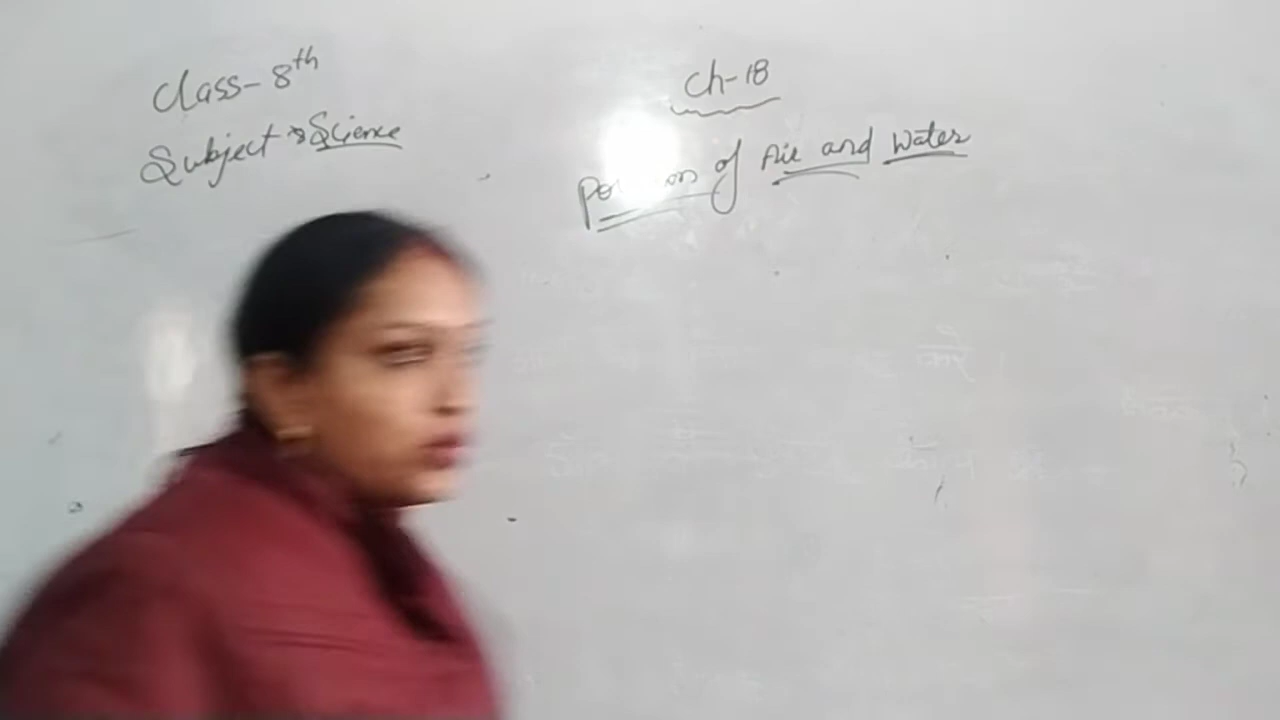 Class-8th
Subject :- Science
Ch-18
of Air and Water